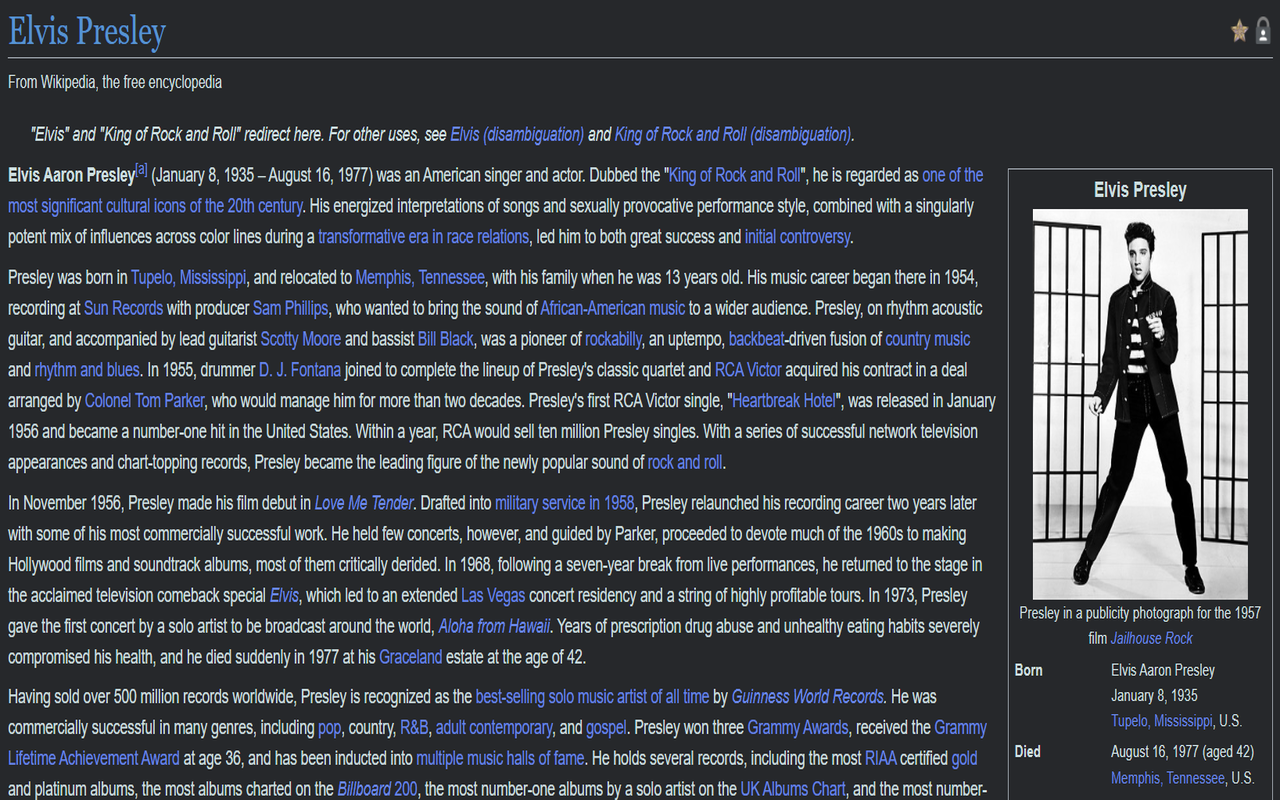 Elvis Presley
From Wikipedia, the free encyclopedia
"Elvis" and "King of Rock and Roll" redirect here. For other uses, see Elvis (disambiguation) and King of Rock and Roll (disambiguation).
Elvis Aaron Presley[a] (January 8, 1935 – August 16, 1977) was an American singer and actor. Dubbed the "King of Rock and Roll", he is regarded as one of the
most significant cultural icons of the 20th century. His energized interpretations of songs and sexually provocative performance style, combined with a singularly
potent mix of influences across color lines during a transformative era in race relations, led him to both great success and initial controversy.
Presley was born in Tupelo, Mississippi, and relocated to Memphis, Tennessee, with his family when he was 13 years old. His music career began there in 1954,
recording at Sun Records with producer Sam Phillips, who wanted to bring the sound of African-American music to a wider audience. Presley, on rhythm acoustic
guitar, and accompanied by lead guitarist Scotty Moore and bassist Bill Black, was a pioneer of rockabilly, an uptempo, backbeat-driven fusion of country music
and rhythm and blues. In 1955, drummer D. J. Fontana joined to complete the lineup of Presley's classic quartet and RCA Victor acquired his contract in a deal
arranged by Colonel Tom Parker, who would manage him for more than two decades. Presley's first RCA Victor single, "Heartbreak Hotel", was released in January
1956 and became a number-one hit in the United States. Within a year, RCA would sell ten million Presley singles. With a series of successful network television
appearances and chart-topping records, Presley became the leading figure of the newly popular sound of rock and roll.
In November 1956, Presley made his film debut in Love Me Tender. Drafted into military service in 1958, Presley relaunched his recording career two years later
with some of his most commercially successful work. He held few concerts, however, and guided by Parker, proceeded to devote much of the 1960s to making
Hollywood films and soundtrack albums, most of them critically derided. In 1968, following a seven-year break from live performances, he returned to the stage in
the acclaimed television comeback special Elvis, which led to an extended Las Vegas concert residency and a string of highly profitable tours. In 1973, Presley
gave the first concert by a solo artist to be broadcast around the world, Aloha from Hawaii. Years of prescription drug abuse and unhealthy eating habits severely
compromised his health, and he died suddenly in 1977 at his Graceland estate at the age of 42.
Having sold over 500 million records worldwide, Presley is recognized as the best-selling solo music artist of all time by Guinness World Records. He was
commercially successful in many genres, including pop, country, R&B, adult contemporary, and gospel. Presley won three Grammy Awards, received the Grammy
Lifetime Achievement Award at age 36, and has been inducted into multiple music halls of fame. He holds several records, including the most RIAA certified gold
and platinum albums, the most albums charted on the Billboard 200, the most number-one albums by a solo artist on the UK Albums Chart, and the most number-
Elvis Presley
Presley in a publicity photograph for the 1957
film Jailhouse Rock
Born Elvis Aaron Presley
January 8, 1935
Tupelo, Mississippi, U.S.
Died August 16, 1977 (aged 42)
Memphis, Tennessee, U.S.